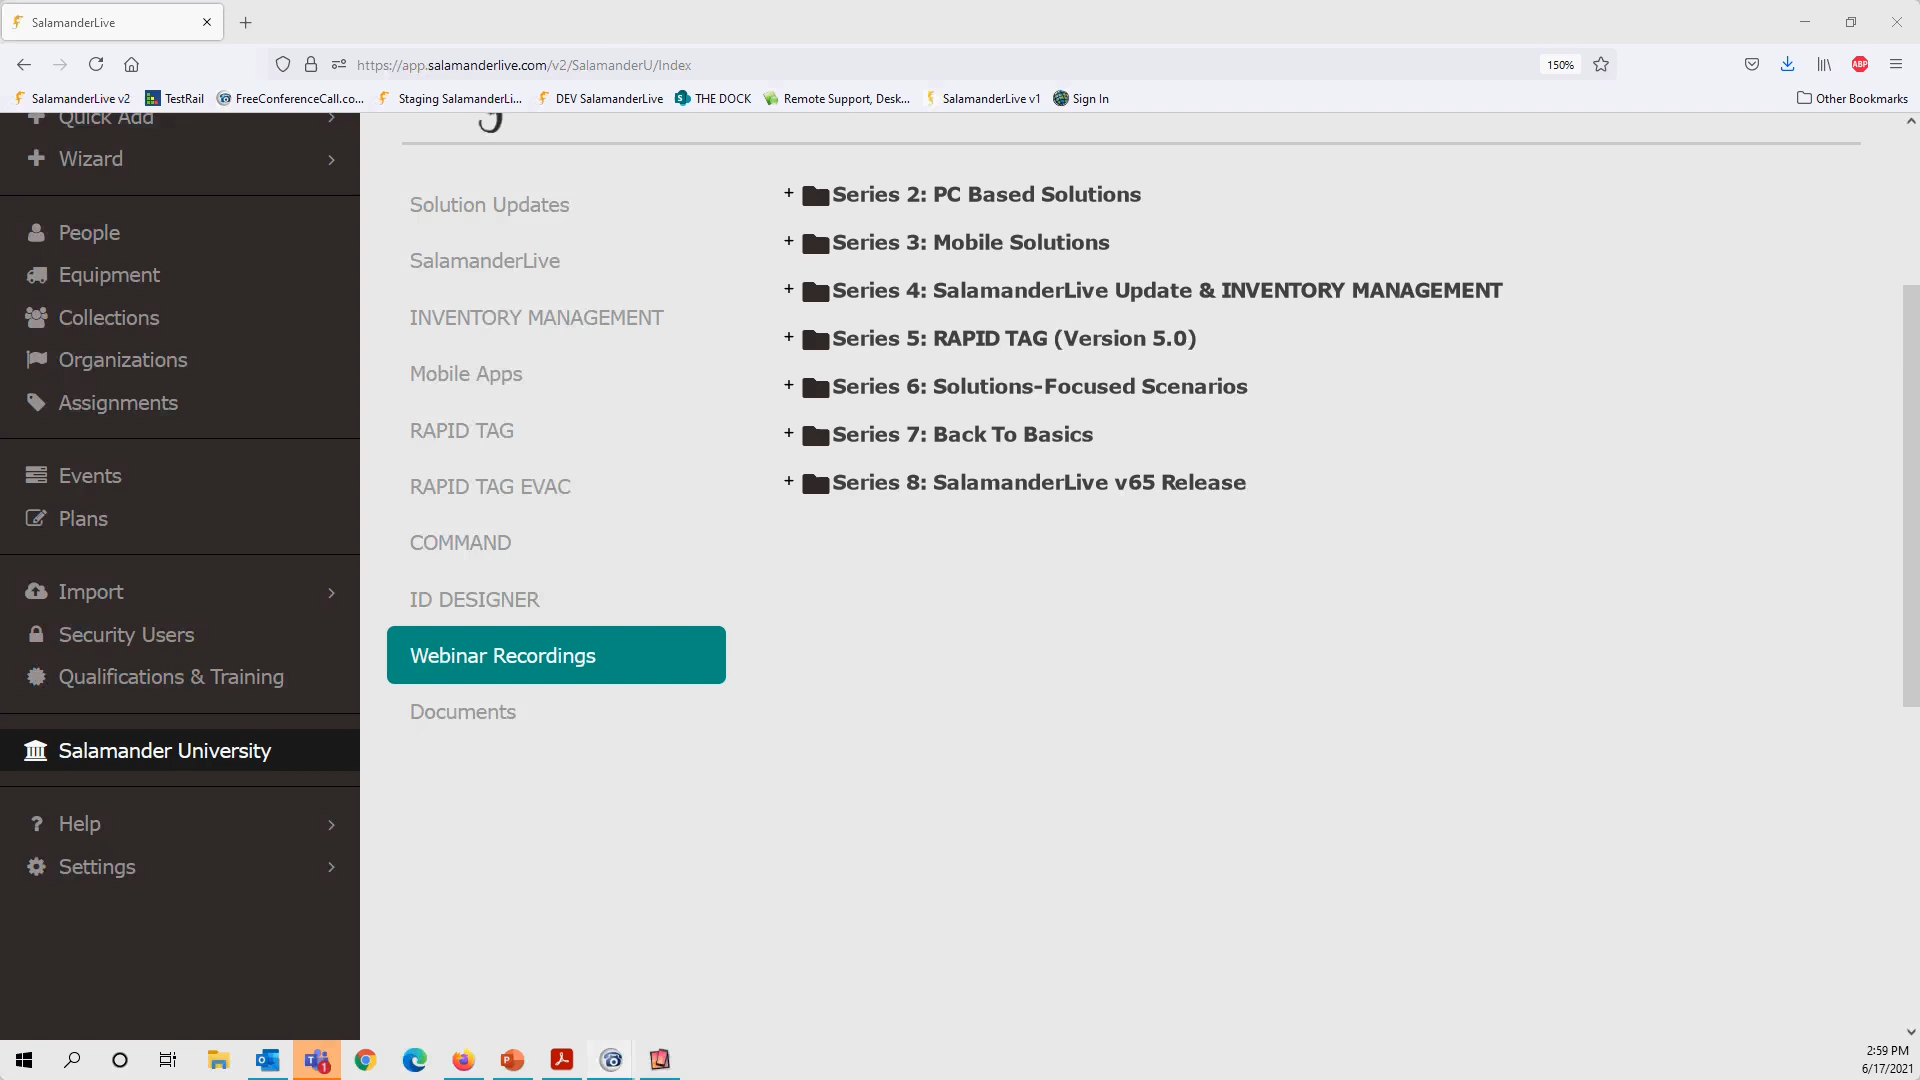 SalamanderLive
https://app.salamanderlive.com/v2/SalamanderU/Index
150%
ABP
SalamanderLive v2
TestRail
FreeConferenceCall.co...
Staging SalamanderLi...
DEV SalamanderLive
THE DOCK
Remote Support, Desk...
SalamanderLive v1
Sign In
Other Bookmarks
Quick Add
Wizard
People
Equipment
Collections
Organizations
Assignments
Events
Plans
Import
Security Users
Qualifications & Training
Salamander University
Help
Settings
Solution Updates
SalamanderLive
INVENTORY MANAGEMENT
Mobile Apps
RAPID TAG
RAPID TAG EVAC
COMMAND
ID DESIGNER
Webinar Recordings
Documents
+ Series 2: PC Based Solutions
+ Series 3: Mobile Solutions
+ Series 4: SalamanderLive Update & INVENTORY MANAGEMENT
+ Series 5: RAPID TAG (Version 5.0)
+ Series 6: Solutions-Focused Scenarios
+ Series 7: Back To Basics
+ Series 8: SalamanderLive v65 Release
1
2:59 PM
6/17/2021